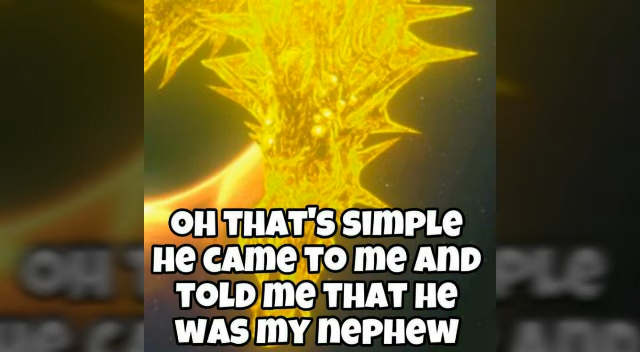 OH THAT'S SIMPLE
HE CAME TO ME AND
TOLD ME THAT HE
WAS MY NEPHEW